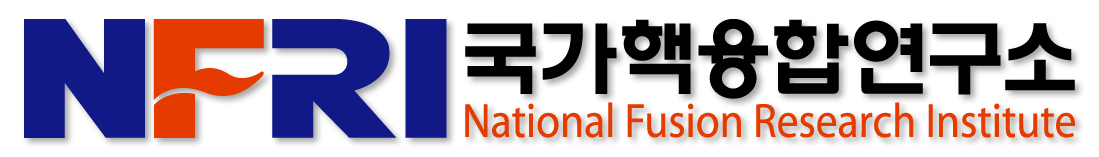 NFRI
국가핵융합연구소
National Fusion Research Institute